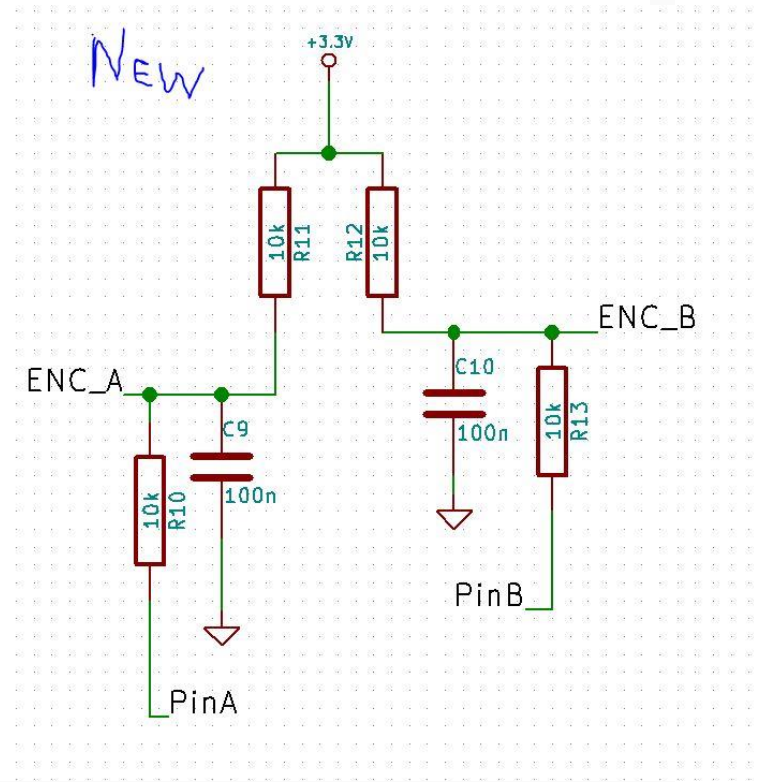 NEW
+3.3V
10k
R11
R12
10k
ENC_B
ENC_A
C10
100n
10k
R13
C9
100n
10k
R10
PinB
PinA